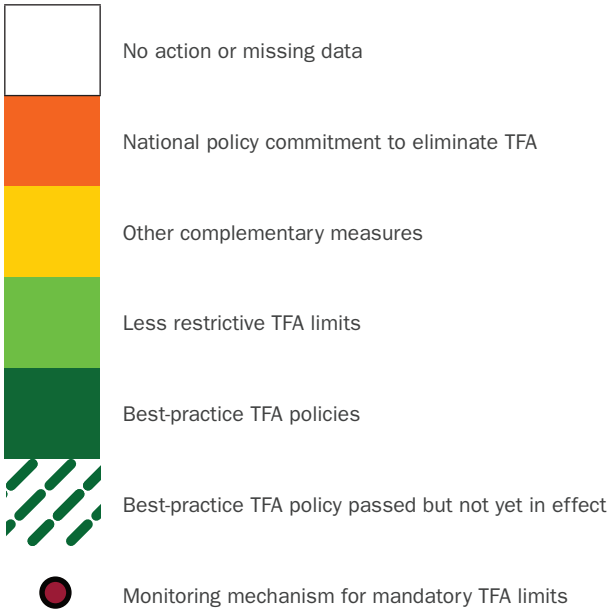 No action or missing data
National policy commitment to eliminate TFA
Other complementary measures
Less restrictive TFA limits
Best-practice TFA policies
Best-practice TFA policy passed but not yet in effect
Monitoring mechanism for mandatory TFA limits